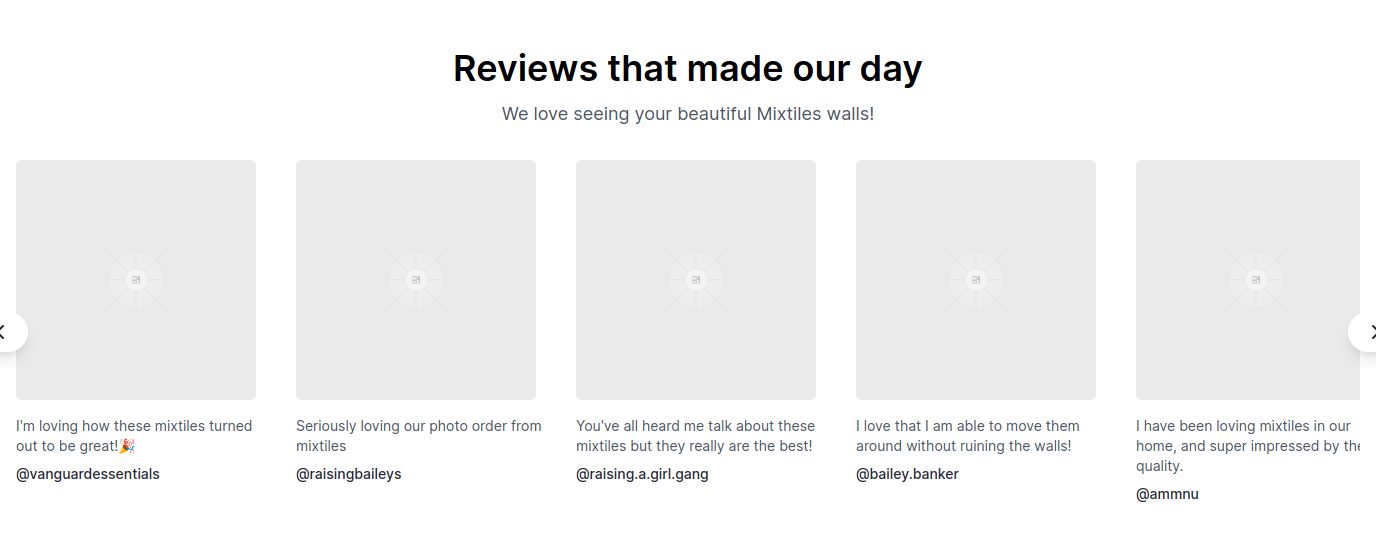 Reviews that made our day
We love seeing your beautiful Mixtiles walls!
I'm loving how these mixtiles turned
out to be great!🎉
@vanguardessentials
Seriously loving our photo order from
mixtiles
@raisingbaileys
You've all heard me talk about these
mixtiles but they really are the best!
@raising.a.girl.gang
I love that I am able to move them
around without ruining the walls!
@bailey.banker
I have been loving mixtiles in our
home, and super impressed by the
quality.
@ammnu